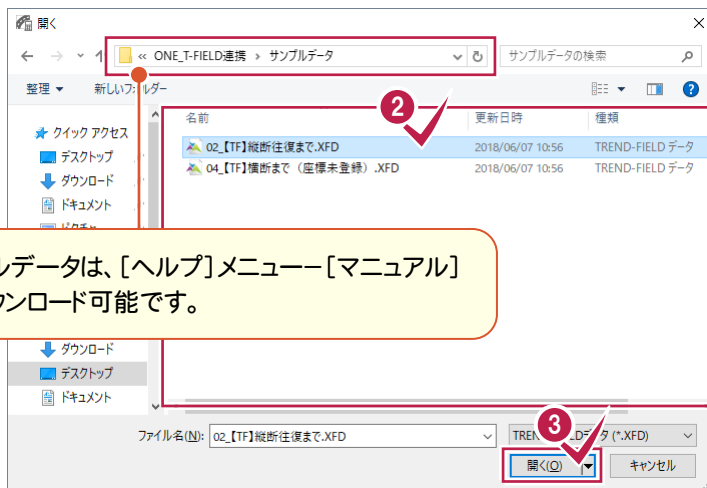 開く
« ONE_T-FIELD連携 › サンプルデータ
サンプルデータの検索
整理 新しいフォルダー
2
名前 更新日時 種類
クイック アクセス
02_【TF】縦断往復まで.XFD 2018/06/07 10:56 TREND-FIELD データ
デスクトップ
04_【TF】横断まで（座標未登録）.XFD 2018/06/07 10:56 TREND-FIELD データ
ダウンロード
ドキュメント
ルデータは、[ヘルプ]メニュー－[マニュアル]
ウンロード可能です。
ダウンロード
デスクトップ
ドキュメント
3
ファイル名(N): 02_【TF】縦断往復まで.XFD
(*.XFD)
開く(O) キャンセル